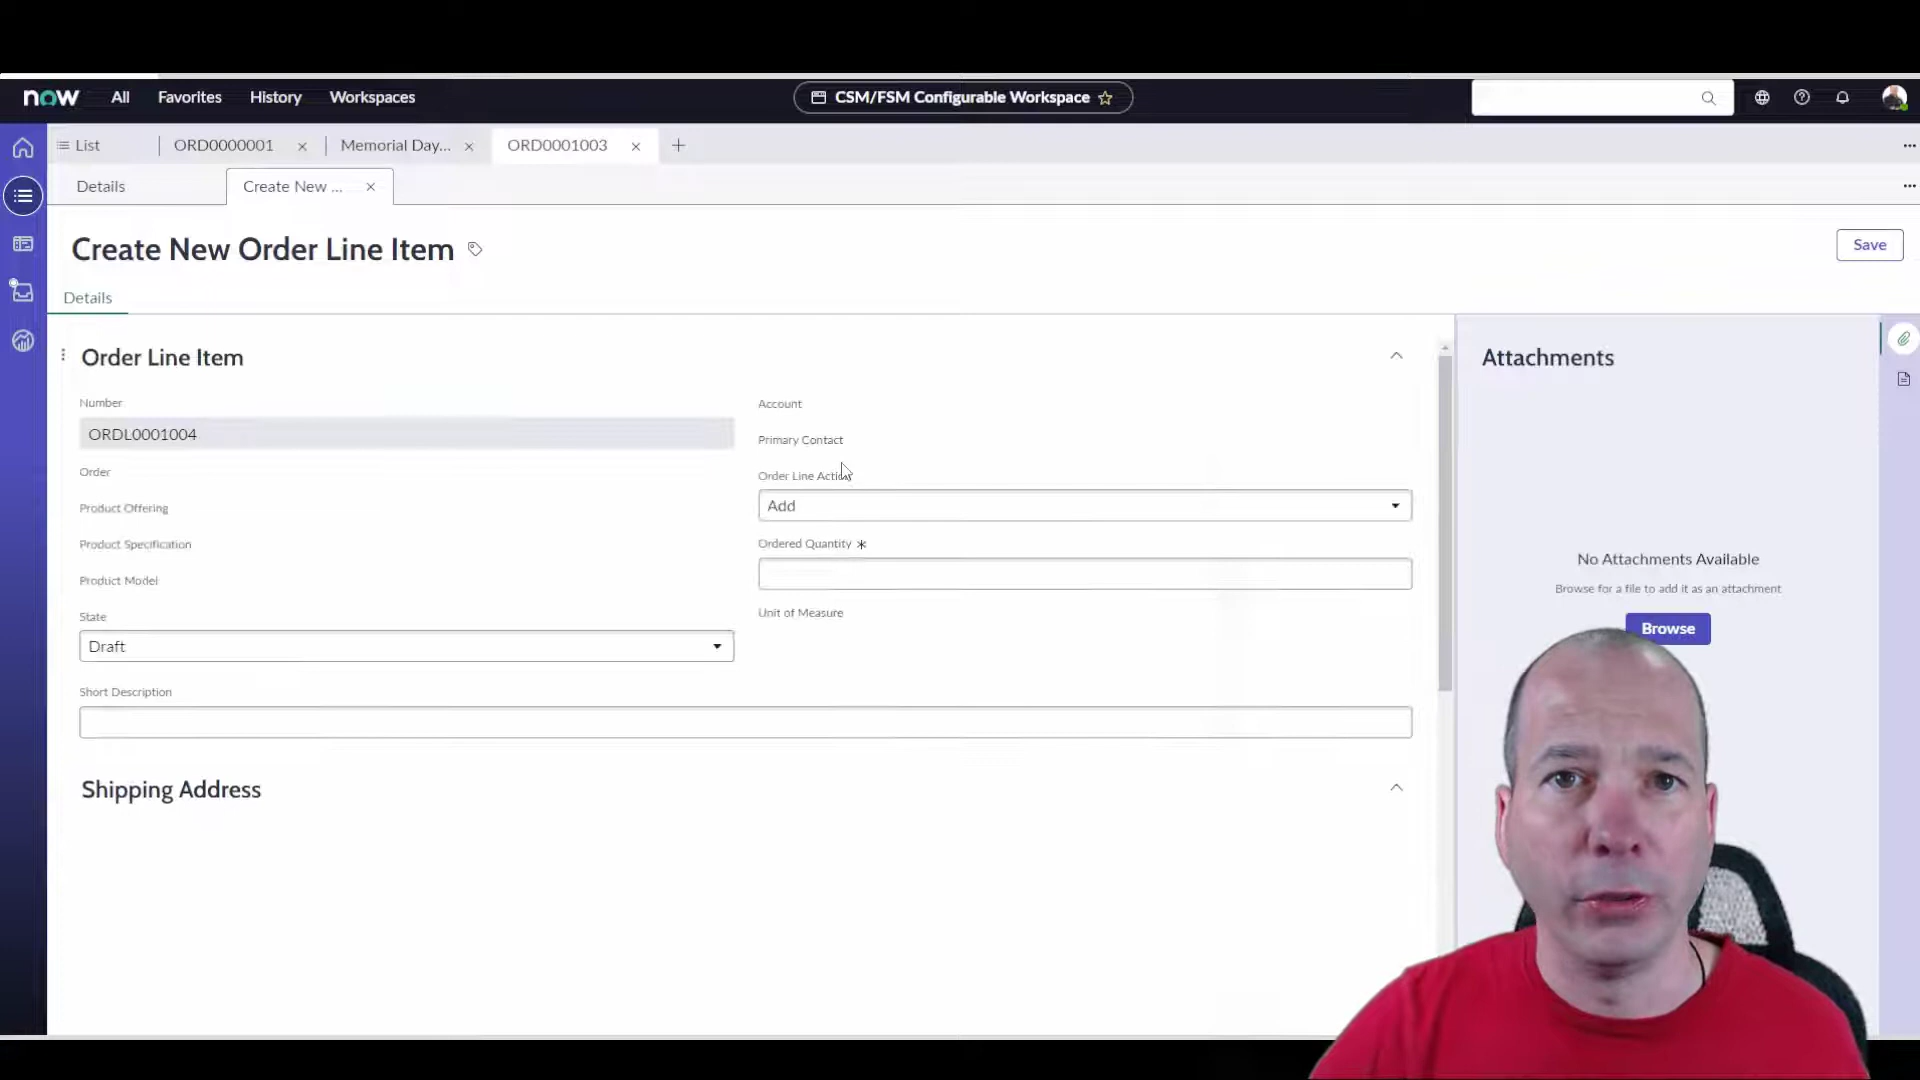 now All Favorites History Workspaces CSM/FSM Configurable Workspace
List ORD0000001 Memorial Day... ORD0001003
Details Create New ...
Create New Order Line Item
Save
Details
Order Line Item
Number
ORDL0001004
Order
Product Offering
Product Specification
Product Model
State
Draft
Short Description
Account
Primary Contact
Order Line Action
Add
Ordered Quantity *
Unit of Measure
Shipping Address
Attachments
No Attachments Available
Browse for a file to add it as an attachment
Browse